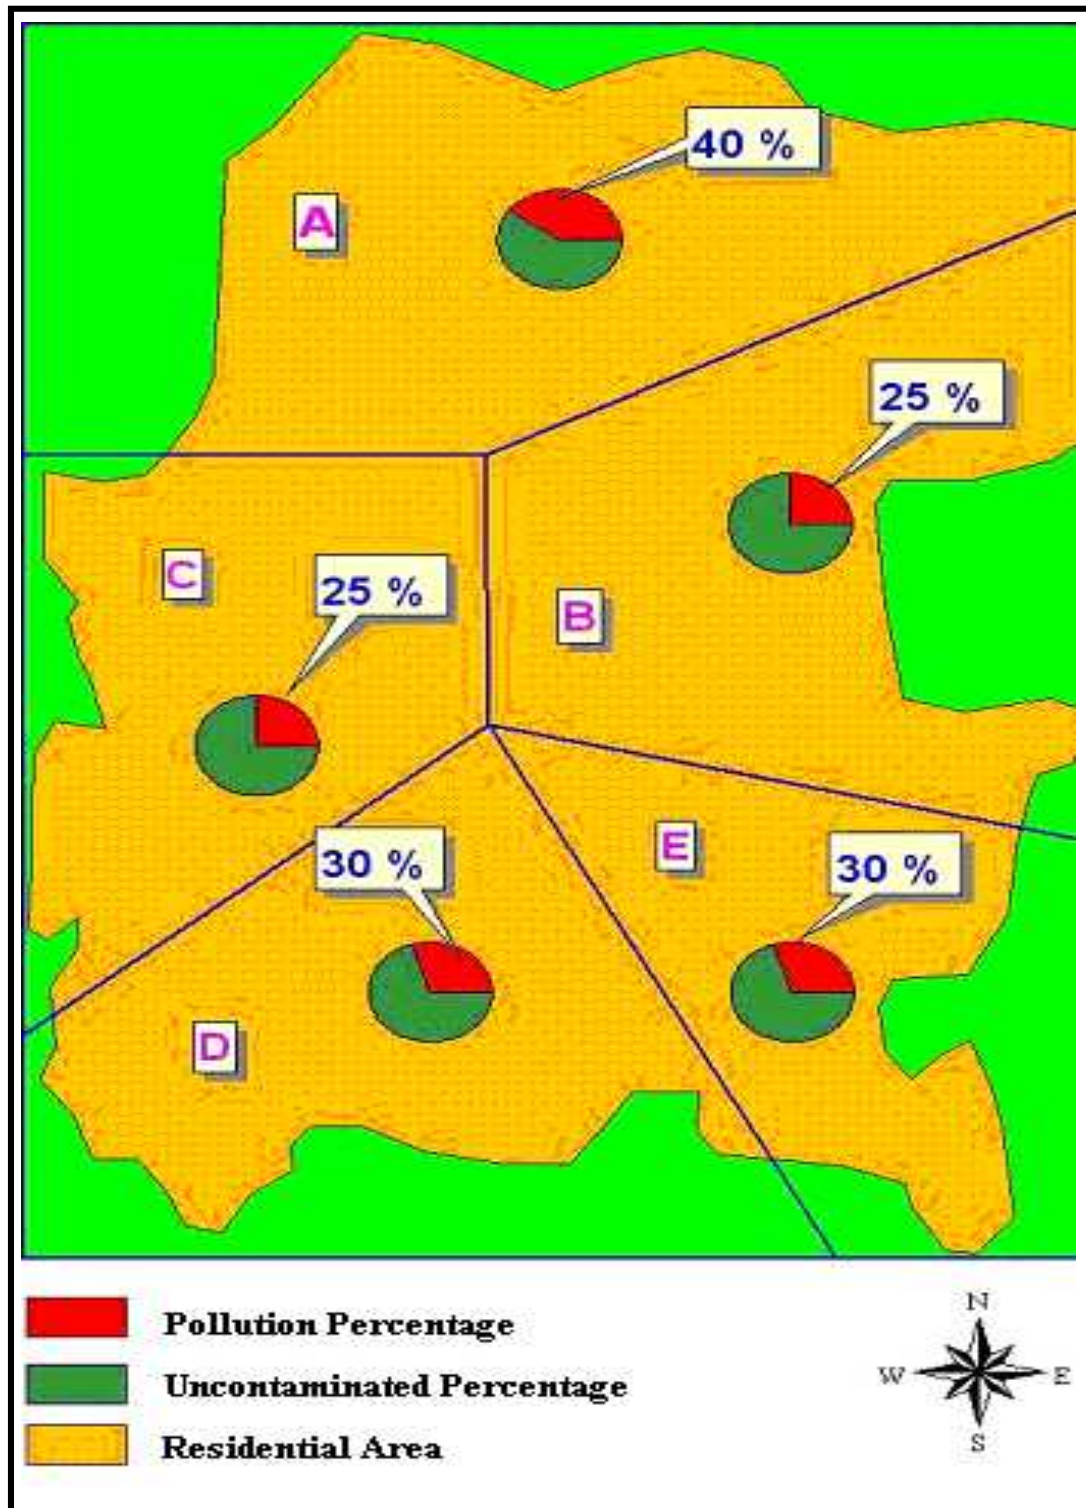 40 %
A
25 %
C
25 %
B
E
30 %
30 %
D
Pollution Percentage
Uncontaminated Percentage
Residential Area
N
W
E
S